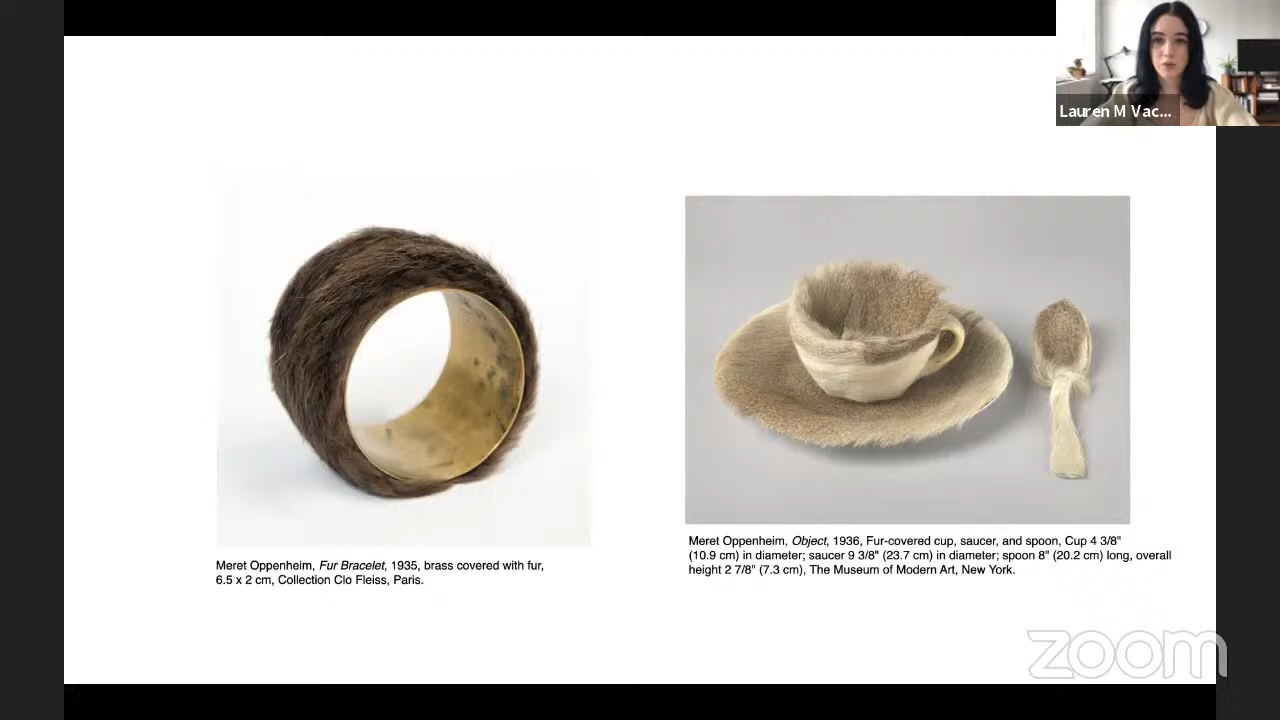 Lauren M Vac...
Meret Oppenheim, Fur Bracelet, 1935, brass covered with fur,
6.5 x 2 cm, Collection Clo Fleiss, Paris.
Meret Oppenheim, Object, 1936, Fur-covered cup, saucer, and spoon, Cup 4 3/8"
(10.9 cm) in diameter; saucer 9 3/8" (23.7 cm) in diameter; spoon 8" (20.2 cm) long, overall
height 2 7/8" (7.3 cm), The Museum of Modern Art, New York.
zoom